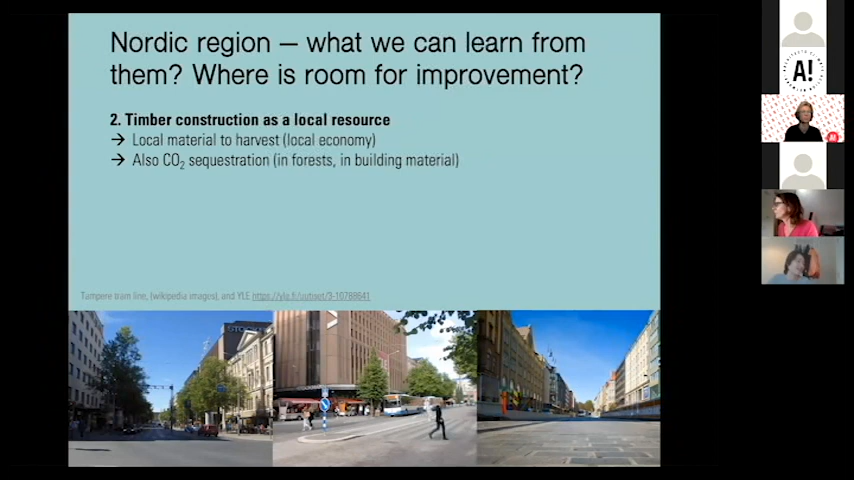 Nordic region – what we can learn from
them? Where is room for improvement?
2. Timber construction as a local resource
→ Local material to harvest (local economy)
→ Also CO₂ sequestration (in forests, in building material)
Tampere tram line, (wikipedia images), and YLE https://yle.fi/uutiset/3-10788641
A!